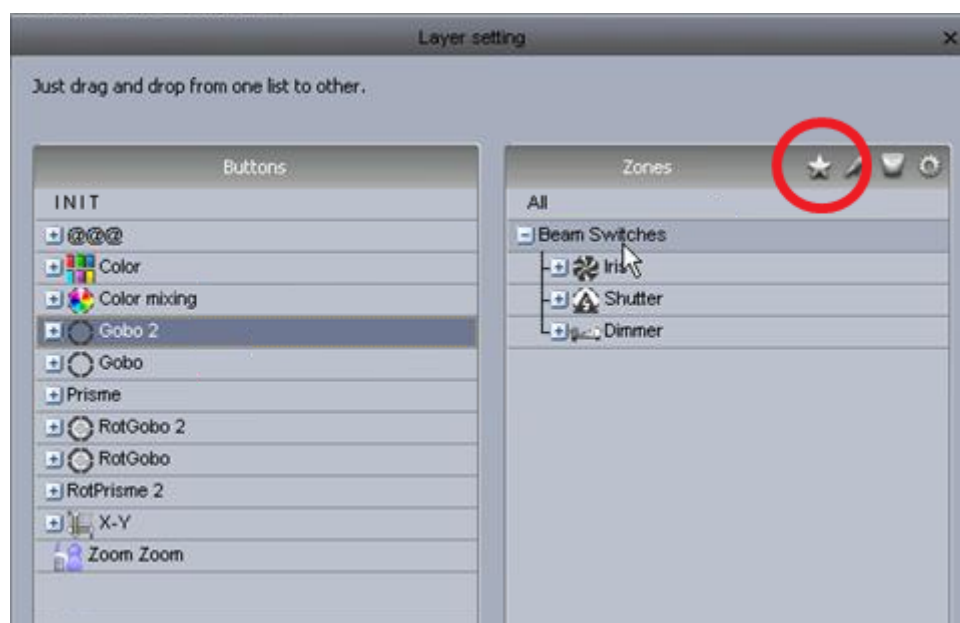 Layer setting
Just drag and drop from one list to other.
Buttons
INIT
@@@
Color
Color mixing
Gobo 2
Gobo
Prisme
RotGobo 2
RotGobo
RotPrisme 2
X-Y
Zoom Zoom
Zones
All
Beam Switches
Iris
Shutter
Dimmer